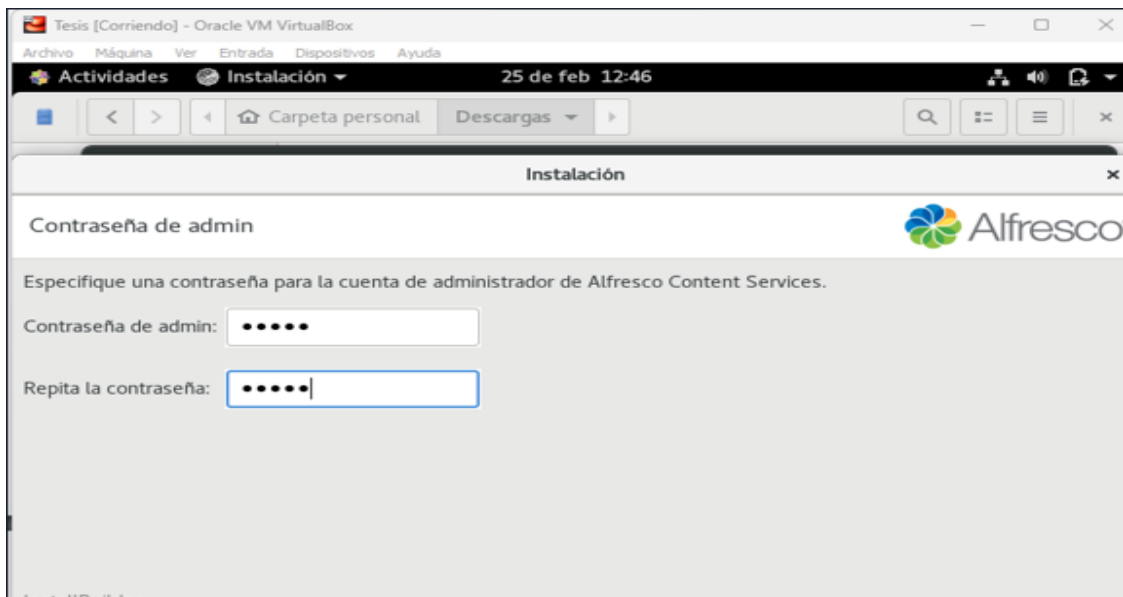 Tesis [Corriendo] - Oracle VM VirtualBox
Archivo Máquina Ver Entrada Dispositivos Ayuda
Actividades Instalación 25 de feb 12:46
Carpeta personal Descargas
Instalación
Contraseña de admin
Alfresco
Especifique una contraseña para la cuenta de administrador de Alfresco Content Services.
Contraseña de admin: •••••
Repita la contraseña: •••••